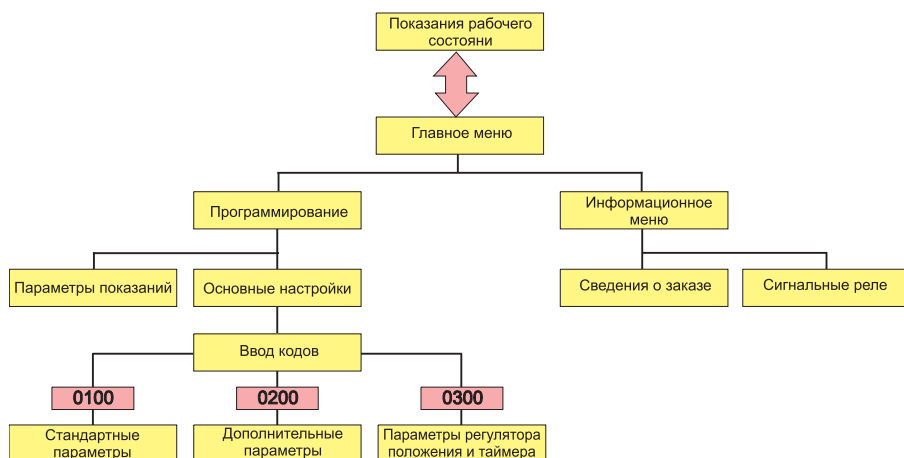 Показания рабочего
состояни
Главное меню
Программирование
Информационное
меню
Параметры показаний
Основные настройки
Сведения о заказе
Сигнальные реле
Ввод кодов
0100
0200
0300
Стандартные
параметры
Дополнительные
параметры
Параметры регулятора
положения и таймера